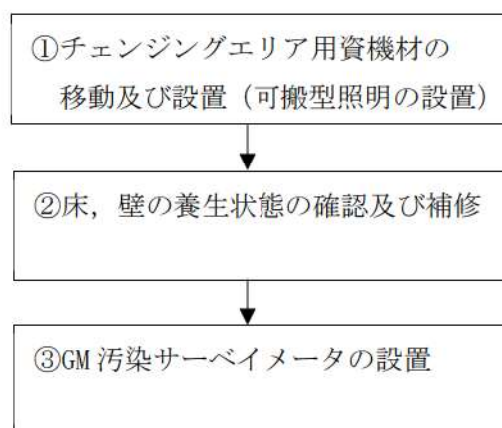 ①チェンジングエリア用資機材の
移動及び設置（可搬型照明の設置）
②床，壁の養生状態の確認及び補修
③GM 汚染サーベイメータの設置